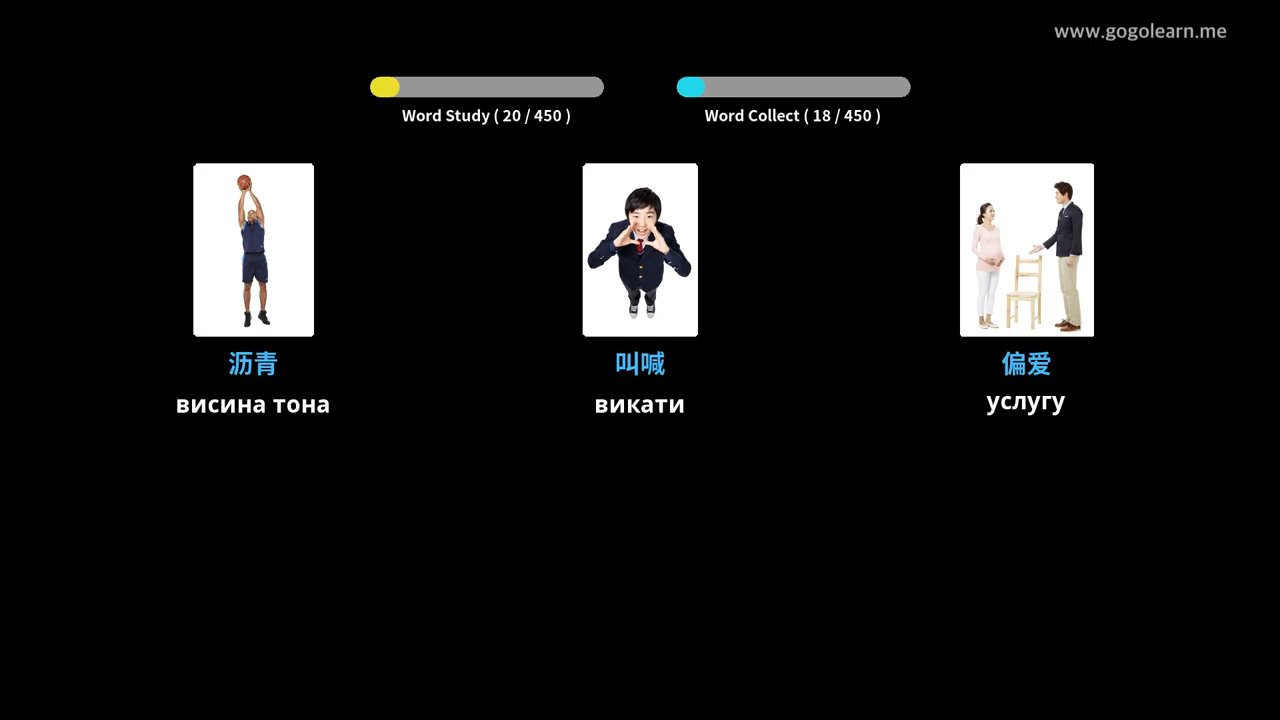 www.gogolearn.me
Word Study ( 20 / 450 )
Word Collect ( 18 / 450 )
沥青
叫喊
偏爱
висина тона
викати
услугу